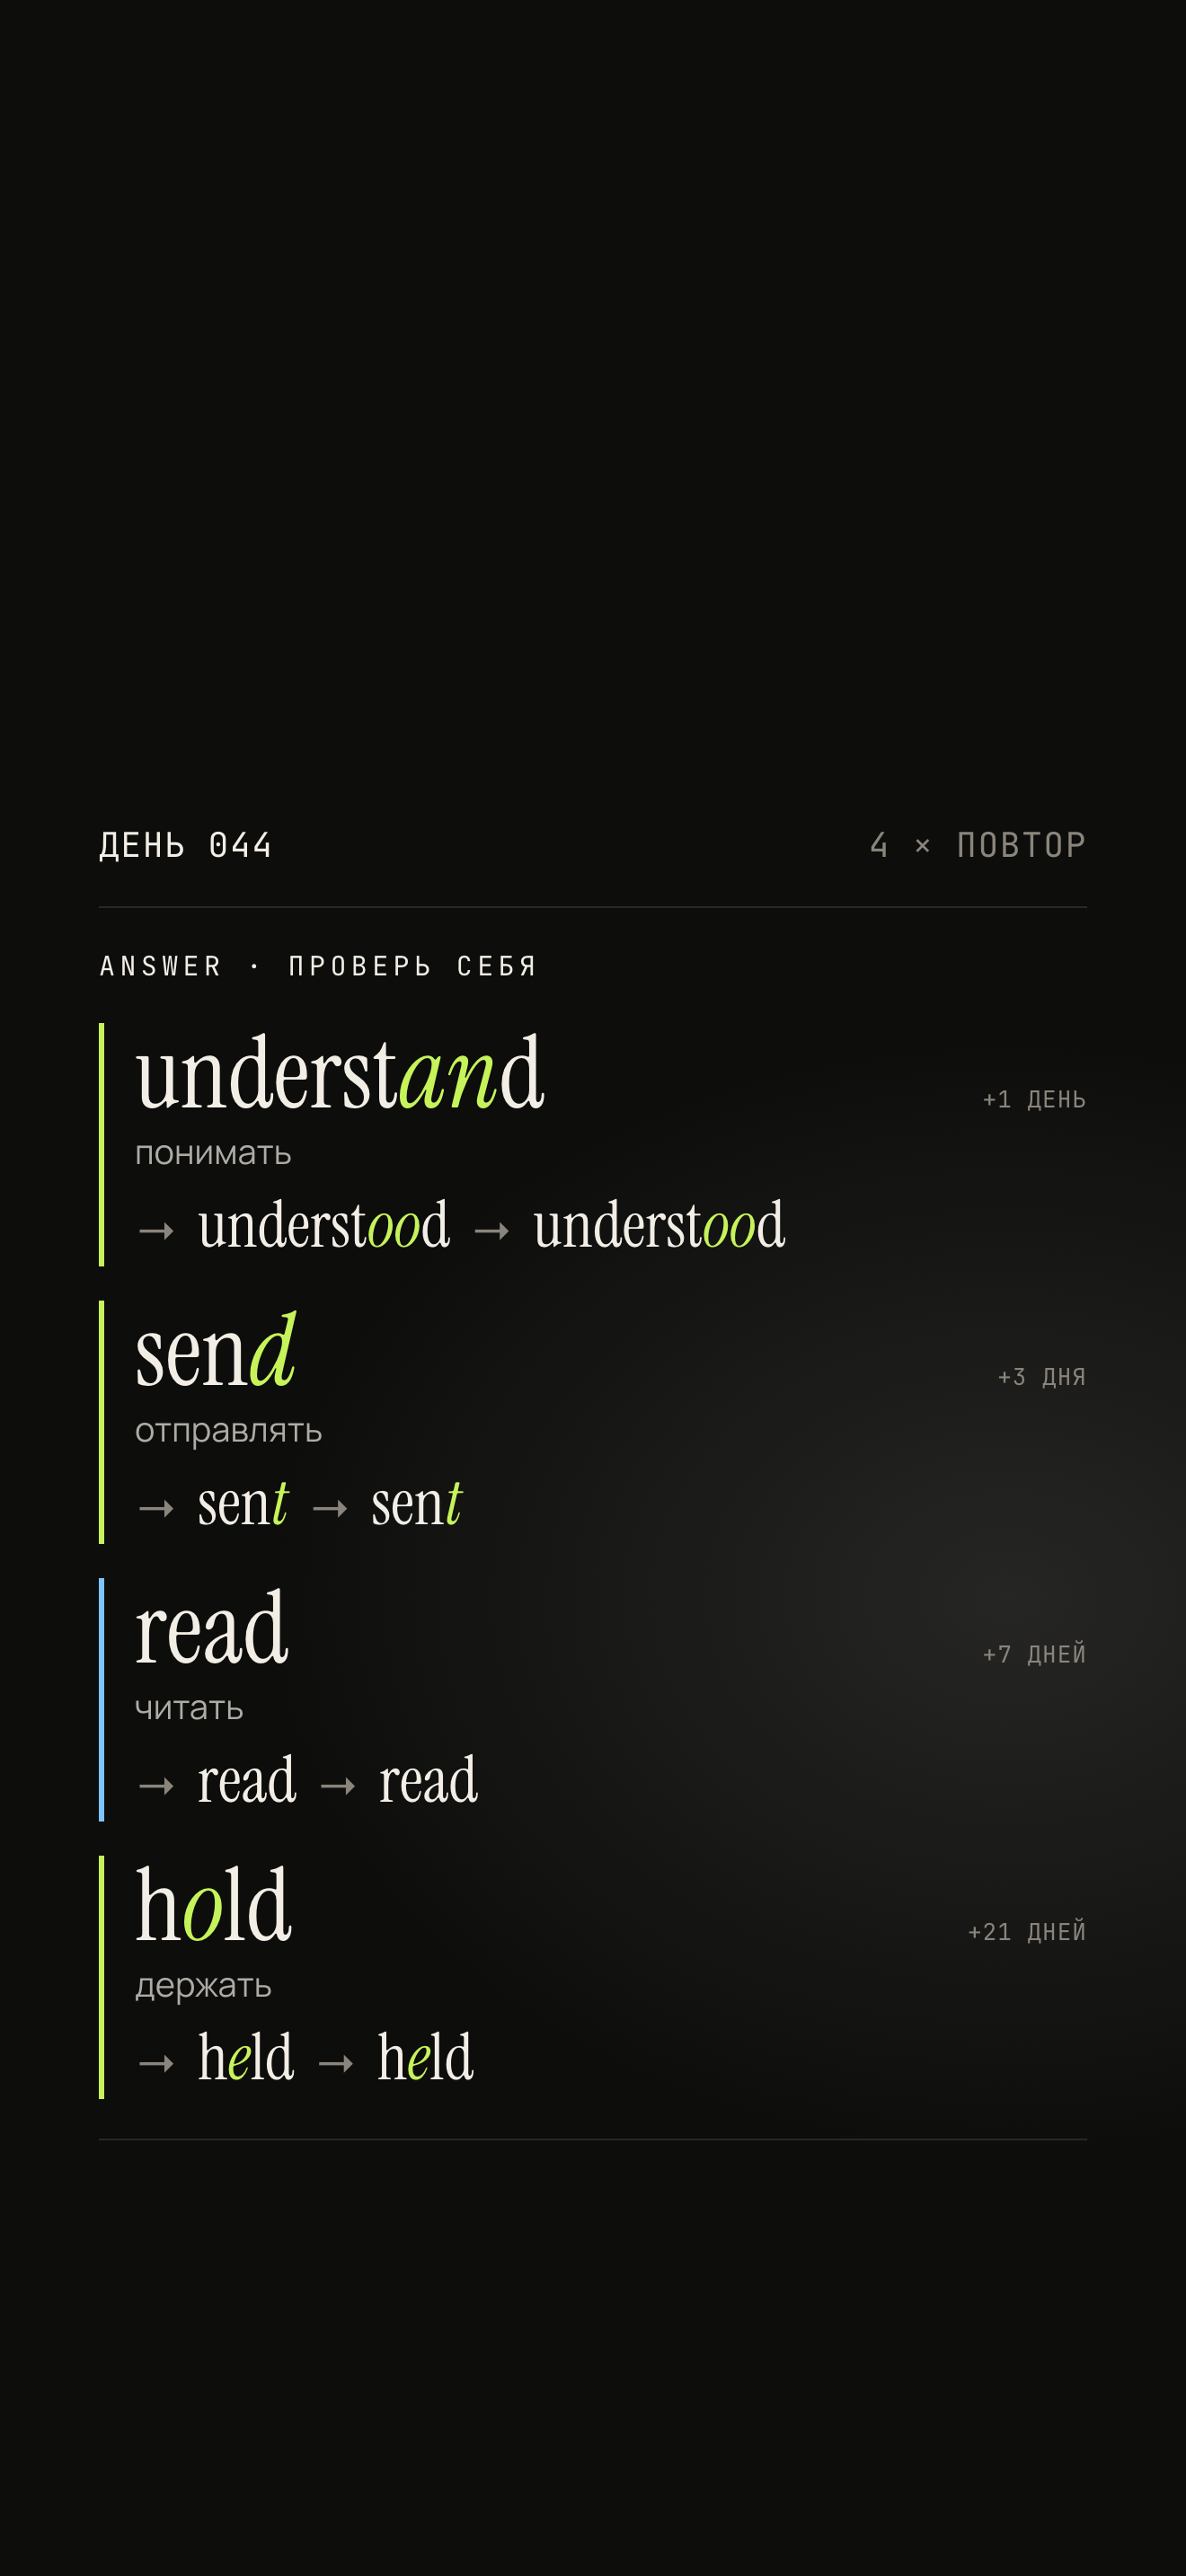 ДЕНЬ 044
4 × ПОВТОР
ANSWER · ПРОВЕРЬ СЕБЯ
understand
+1 ДЕНЬ
понимать
→ understood → understood
send
+3 ДНЯ
отправлять
→ sent → sent
read
+7 ДНЕЙ
читать
→ read → read
hold
+21 ДНЕЙ
держать
→ held → held